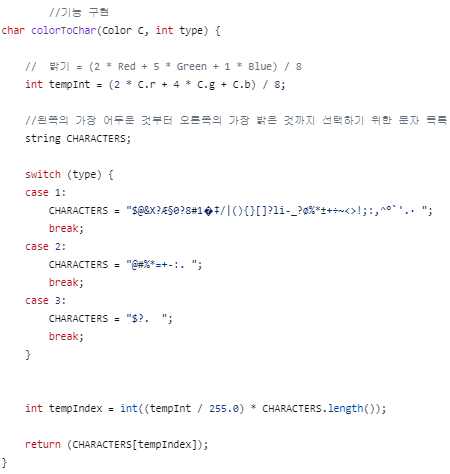 //기능 구현
char colorToChar(Color C, int type) {
// 밝기 = (2 * Red + 5 * Green + 1 * Blue) / 8
int tempInt = (2 * C.r + 4 * C.g + C.b) / 8;
//왼쪽의 가장 어두운 것부터 오른쪽의 가장 밝은 것까지 선택하기 위한 문자 목록
string CHARACTERS;
switch (type) {
case 1:
CHARACTERS = "$@&X?Æ§0?8#1�‡/|(){}[]?li-_?ø%*±+÷~<>!;:,^º`'.· ";
break;
case 2:
CHARACTERS = "@#%*=+-:. ";
break;
case 3:
CHARACTERS = "$?.  ";
break;
}
int tempIndex = int((tempInt / 255.0) * CHARACTERS.length());
return (CHARACTERS[tempIndex]);
}